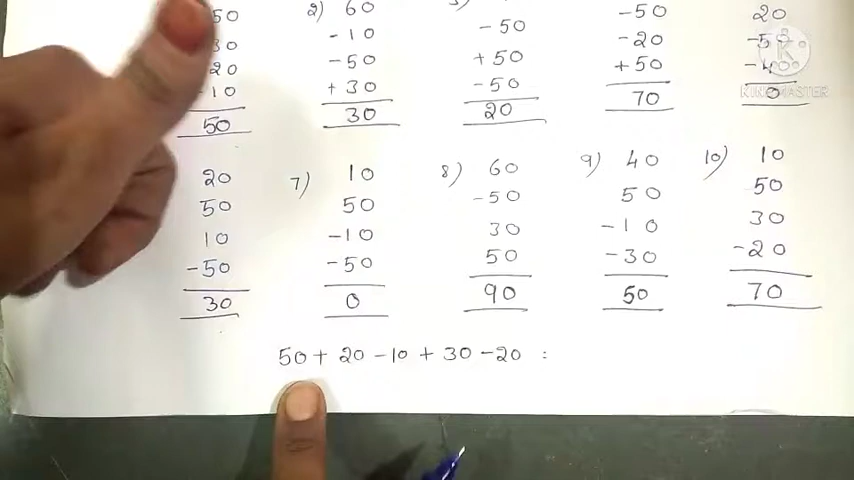 50 2) 60 3) -50 20
30 -10 -50 -20 -50
20 -50 +50 +50 -40
-10 +30 -50
50 30 20 70 0
KINEMASTER
20 7) 10 8) 60 9) 40 10) 10
50 50 -50 50 50
10 -10 30 -10 30
-50 -50 50 -30 -20
30 0 90 50 70
50 + 20 - 10 + 30 - 20 :